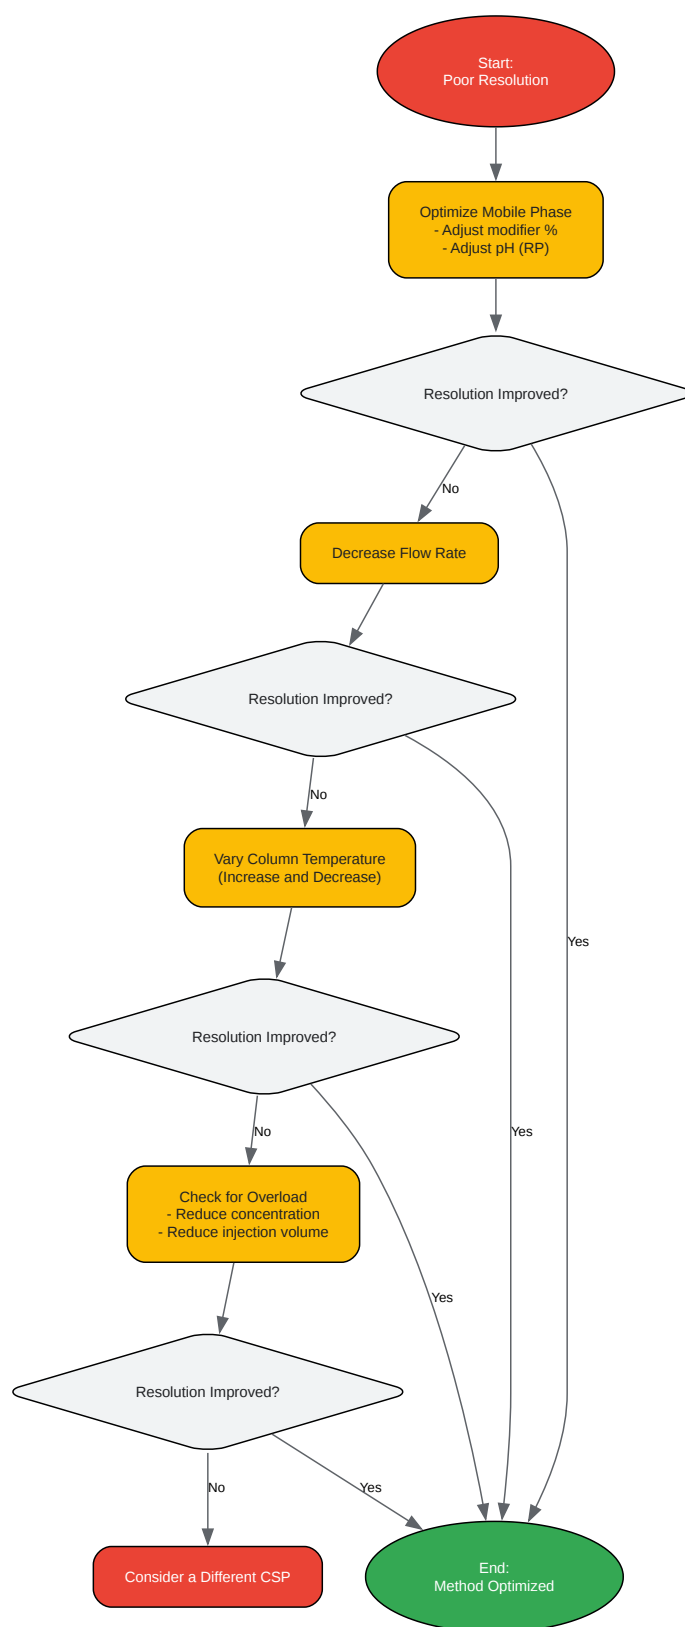 Start:
Poor Resolution
Optimize Mobile Phase
- Adjust modifier %
- Adjust pH (RP)
Resolution Improved?
No
Decrease Flow Rate
Resolution Improved?
No
Vary Column Temperature
(Increase and Decrease)
Yes
Resolution Improved?
No
Yes
Check for Overload
- Reduce concentration
- Reduce injection volume
Yes
Resolution Improved?
No
Yes
Consider a Different CSP
End:
Method Optimized